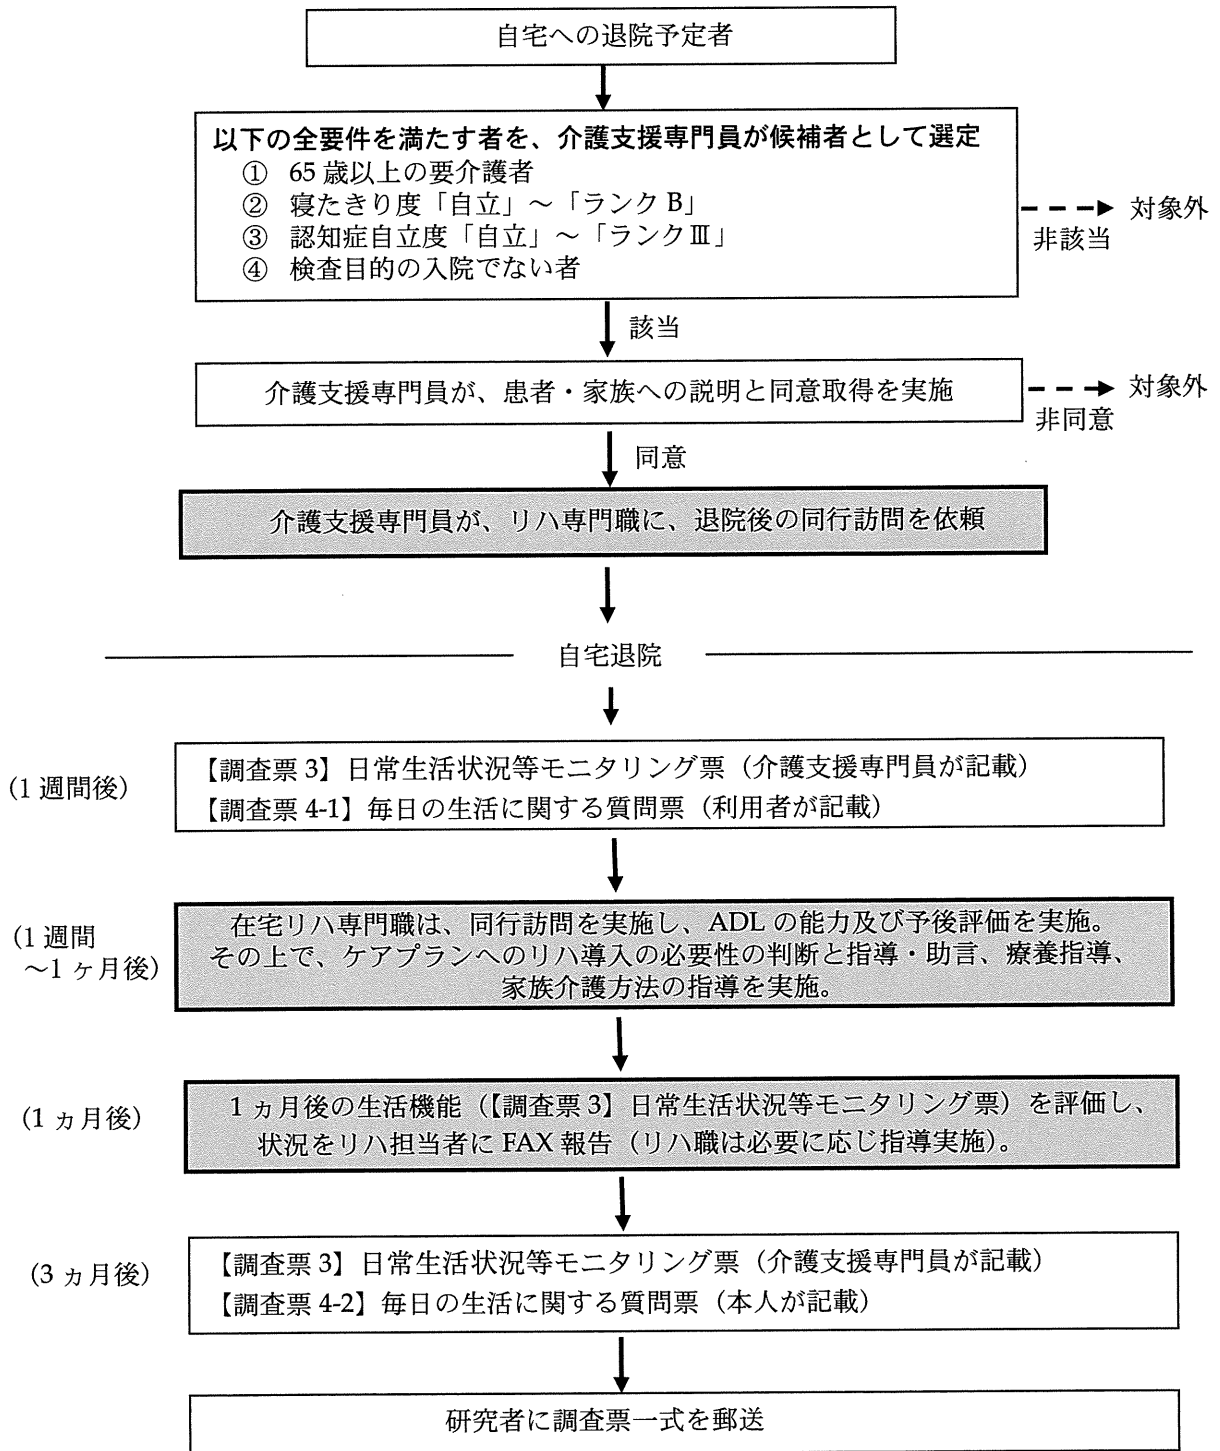 自宅への退院予定者
以下の全要件を満たす者を、介護支援専門員が候補者として選定
① 65歳以上の要介護者
② 寝たきり度「自立」～「ランクB」
③ 認知症自立度「自立」～「ランクⅢ」
④ 検査目的の入院でない者
対象外
非該当
該当
介護支援専門員が、患者・家族への説明と同意取得を実施
対象外
非同意
同意
介護支援専門員が、リハ専門職に、退院後の同行訪問を依頼
自宅退院
(1週間後)
【調査票3】日常生活状況等モニタリング票（介護支援専門員が記載）
【調査票4-1】毎日の生活に関する質問票（利用者が記載）
(1週間
～1ヶ月後)
在宅リハ専門職は、同行訪問を実施し、ADLの能力及び予後評価を実施。
その上で、ケアプランへのリハ導入の必要性の判断と指導・助言、療養指導、
家族介護方法の指導を実施。
(1ヵ月後)
1ヵ月後の生活機能（【調査票3】日常生活状況等モニタリング票）を評価し、
状況をリハ担当者にFAX報告（リハ職は必要に応じ指導実施）。
(3ヵ月後)
【調査票3】日常生活状況等モニタリング票（介護支援専門員が記載）
【調査票4-2】毎日の生活に関する質問票（本人が記載）
研究者に調査票一式を郵送